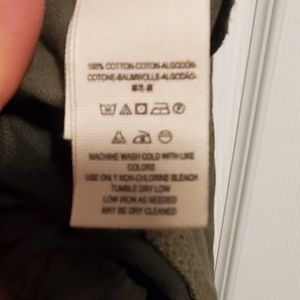 100% COTTON-COTON-ALGODÓN-
COTONE-BAUMWOLLE-ALGODÃO-
MACHINE WASH COLD WITH LIKE
COLORS
USE ONLY NON-CHLORINE BLEACH
TUMBLE DRY LOW
LOW IRON AS NEEDED
MAY BE DRY CLEANED